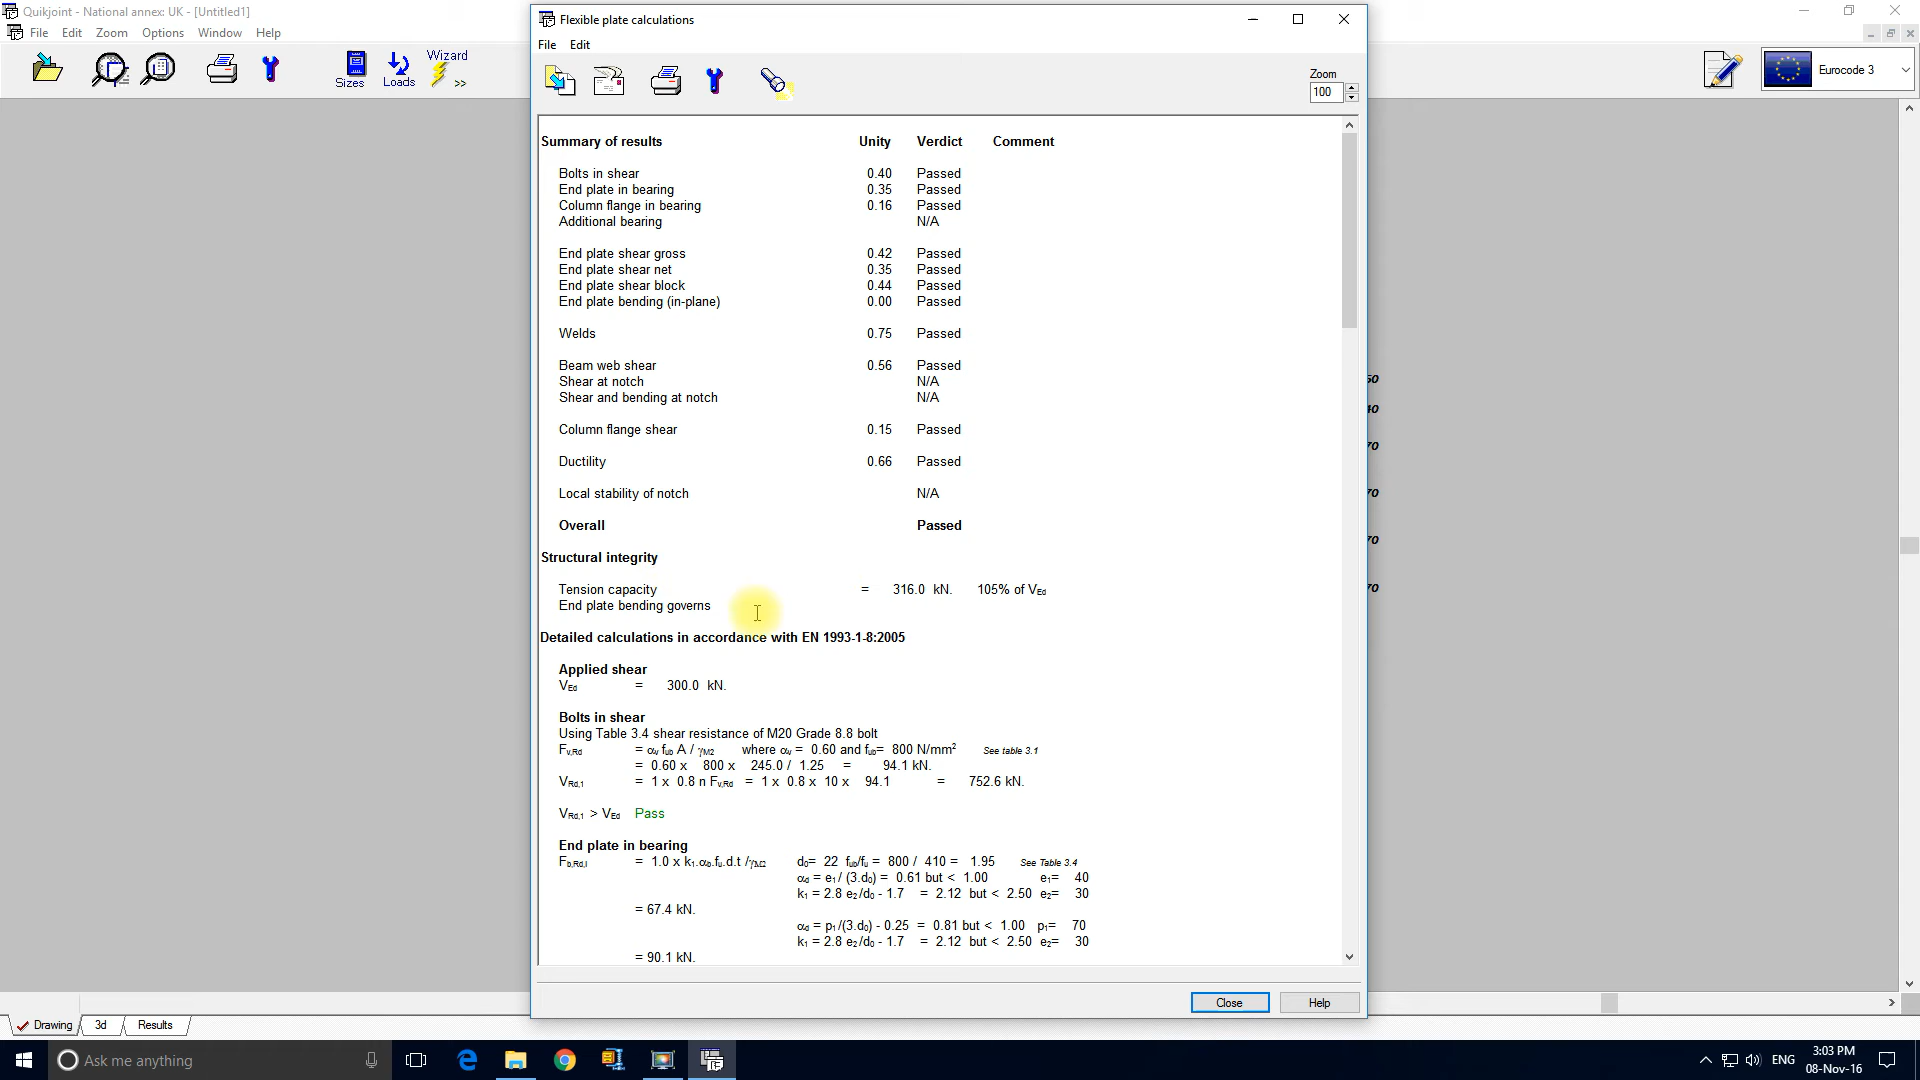 Quikjoint - National annex: UK - [Untitled1]
File Edit Zoom Options Window Help
Sizes Loads Wizard >>
Eurocode 3
Flexible plate calculations
File Edit
Zoom
100
Summary of results Unity Verdict Comment
Bolts in shear 0.40 Passed
End plate in bearing 0.35 Passed
Column flange in bearing 0.16 Passed
Additional bearing N/A
End plate shear gross 0.42 Passed
End plate shear net 0.35 Passed
End plate shear block 0.44 Passed
End plate bending (in-plane) 0.00 Passed
Welds 0.75 Passed
Beam web shear 0.56 Passed
Shear at notch N/A
Shear and bending at notch N/A
Column flange shear 0.15 Passed
Ductility 0.66 Passed
Local stability of notch N/A
Overall Passed
Structural integrity
Tension capacity = 316.0 kN. 105% of VEd
End plate bending governs
Detailed calculations in accordance with EN 1993-1-8:2005
Applied shear
VEd = 300.0 kN.
Bolts in shear
Using Table 3.4 shear resistance of M20 Grade 8.8 bolt
Fv,Rd = αv fub A / γM2 where αv = 0.60 and fub= 800 N/mm² See table 3.1
= 0.60 x 800 x 245.0 / 1.25 = 94.1 kN.
VRd,1 = 1 x 0.8 n Fv,Rd = 1 x 0.8 x 10 x 94.1 = 752.6 kN.
VRd,1 > VEd Pass
End plate in bearing
Fb,Rd,i = 1.0 x k1.αb.fu.d.t /γM2 d0= 22 fub/fu = 800 / 410 = 1.95 See Table 3.4
αd = e1/ (3.d0) = 0.61 but < 1.00 e1= 40
k1 = 2.8 e2/d0 - 1.7 = 2.12 but < 2.50 e2= 30
= 67.4 kN.
αd = p1/(3.d0) - 0.25 = 0.81 but < 1.00 p1= 70
k1 = 2.8 e2/d0 - 1.7 = 2.12 but < 2.50 e2= 30
= 90.1 kN.
Close Help
50
40
70
70
70
70
Drawing 3d Results
Ask me anything
ENG
3:03 PM
08-Nov-16